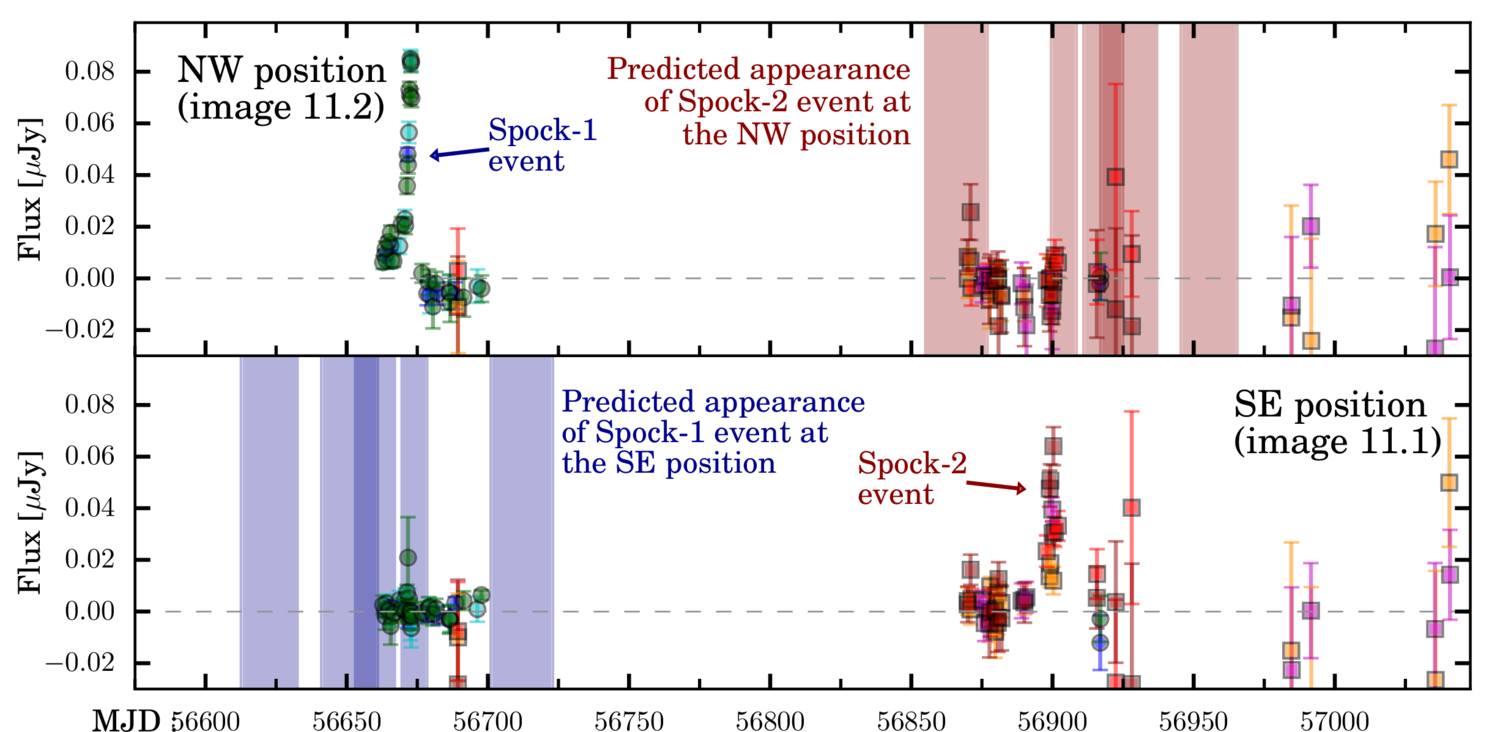 NW position
(image 11.2)
Spock-1
event
Predicted appearance
of Spock-2 event at
the NW position
Flux [μJy]
0.08
0.06
0.04
0.02
0.00
−0.02
Predicted appearance
of Spock-1 event at
the SE position
Spock-2
event
SE position
(image 11.1)
Flux [μJy]
0.08
0.06
0.04
0.02
0.00
−0.02
MJD : 56600 56650 56700 56750 56800 56850 56900 56950 57000